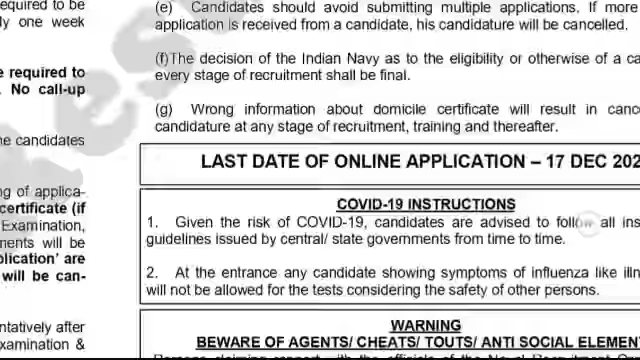 equired to be
ly one week
e required to
. No call-up
ne candidates
ng of applica-
certificate (if
Examination,
ments will be
plication' are
will be can-
ntatively after
xamination &
(e) Candidates should avoid submitting multiple applications. If more
application is received from a candidate, his candidature will be cancelled.
(f)The decision of the Indian Navy as to the eligibility or otherwise of a ca
every stage of recruitment shall be final.
(g) Wrong information about domicile certificate will result in canc
candidature at any stage of recruitment, training and thereafter.
LAST DATE OF ONLINE APPLICATION – 17 DEC 202
COVID-19 INSTRUCTIONS
1. Given the risk of COVID-19, candidates are advised to follow all ins
guidelines issued by central/ state governments from time to time.
2. At the entrance any candidate showing symptoms of influenza like illn
will not be allowed for the tests considering the safety of other persons.
WARNING
BEWARE OF AGENTS/ CHEATS/ TOUTS/ ANTI SOCIAL ELEMEN